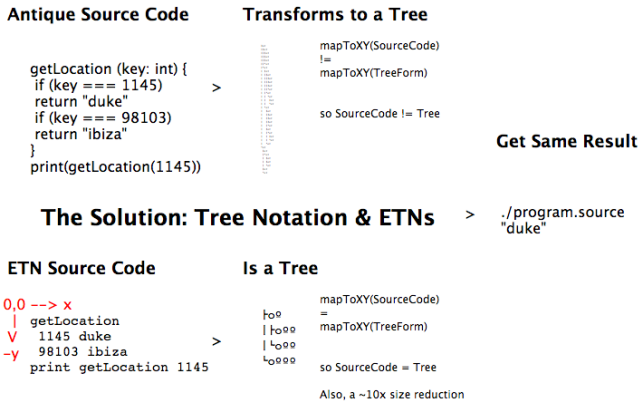 Antique Source Code
Transforms to a Tree
getLocation (key: int) {
if (key === 1145)
return "duke"
if (key === 98103)
return "ibiza"
}
print(getLocation(1145))
>
mapToXY(SourceCode)
!=
mapToXY(TreeForm)
so SourceCode != Tree
Get Same Result
The Solution: Tree Notation & ETNs
>
./program.source
"duke"
ETN Source Code
Is a Tree
0,0 --> x
| getLocation
V 1145 duke
-y 98103 ibiza
print getLocation 1145
>
mapToXY(SourceCode)
=
mapToXY(TreeForm)
so SourceCode = Tree
Also, a ~10x size reduction